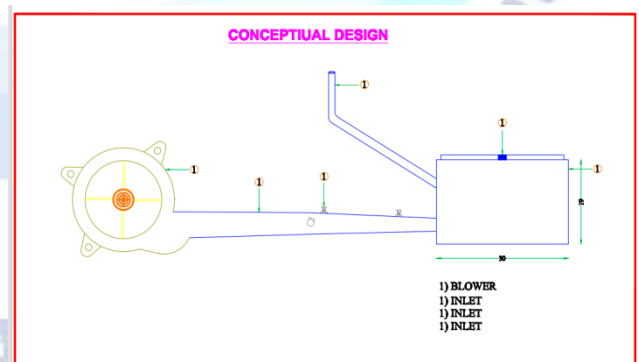 CONCEPTIUAL DESIGN
1
1
1
1
1
1
19
30
1) BLOWER
1) INLET
1) INLET
1) INLET